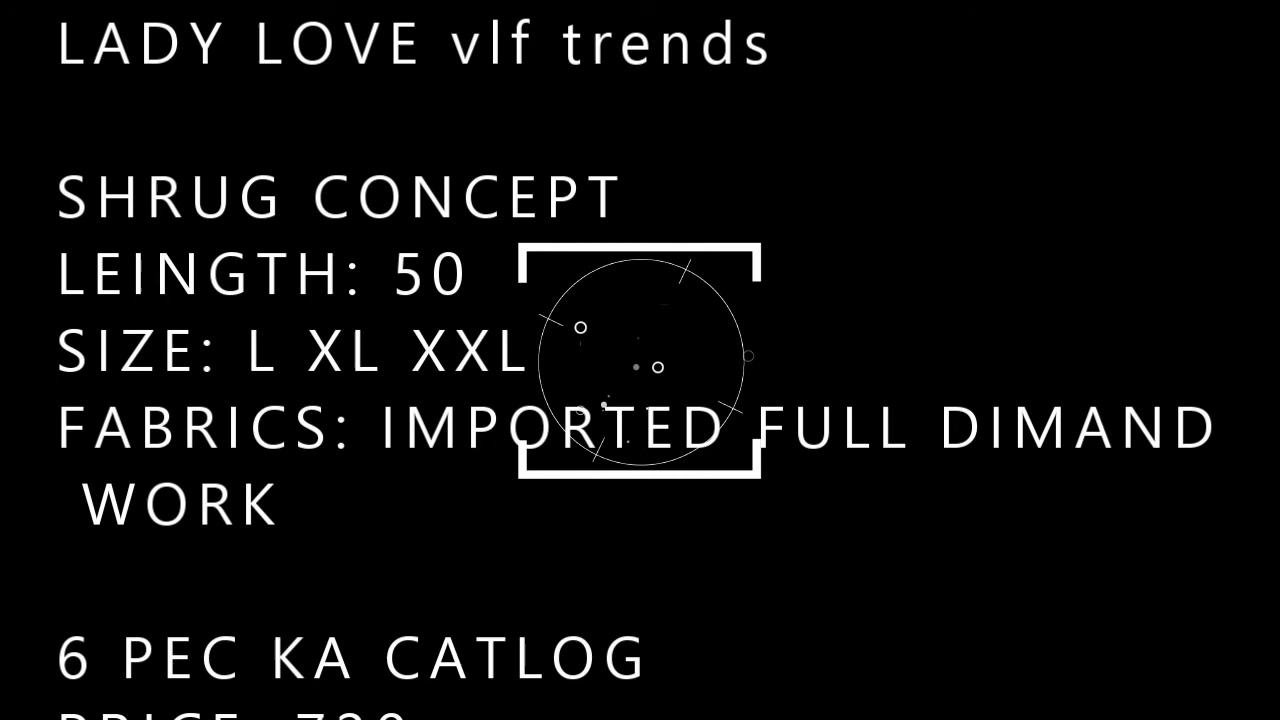 LADY LOVE vlf trends
SHRUG CONCEPT
LEINGTH: 50
SIZE: L XL XXL
FABRICS: IMPORTED FULL DIMAND
WORK
6 PEC KA CATLOG